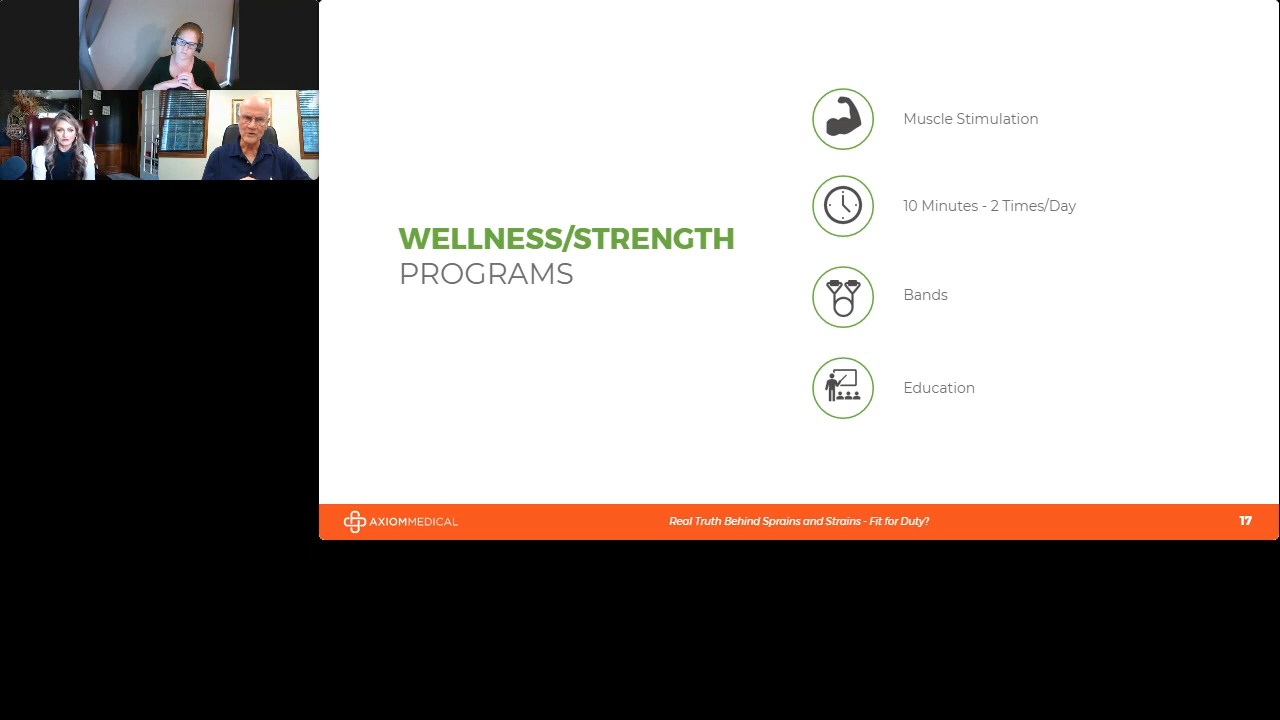 WELLNESS/STRENGTH
PROGRAMS
Muscle Stimulation
10 Minutes - 2 Times/Day
Bands
Education
AXIOMMEDICAL
Real Truth Behind Sprains and Strains - Fit for Duty?
17